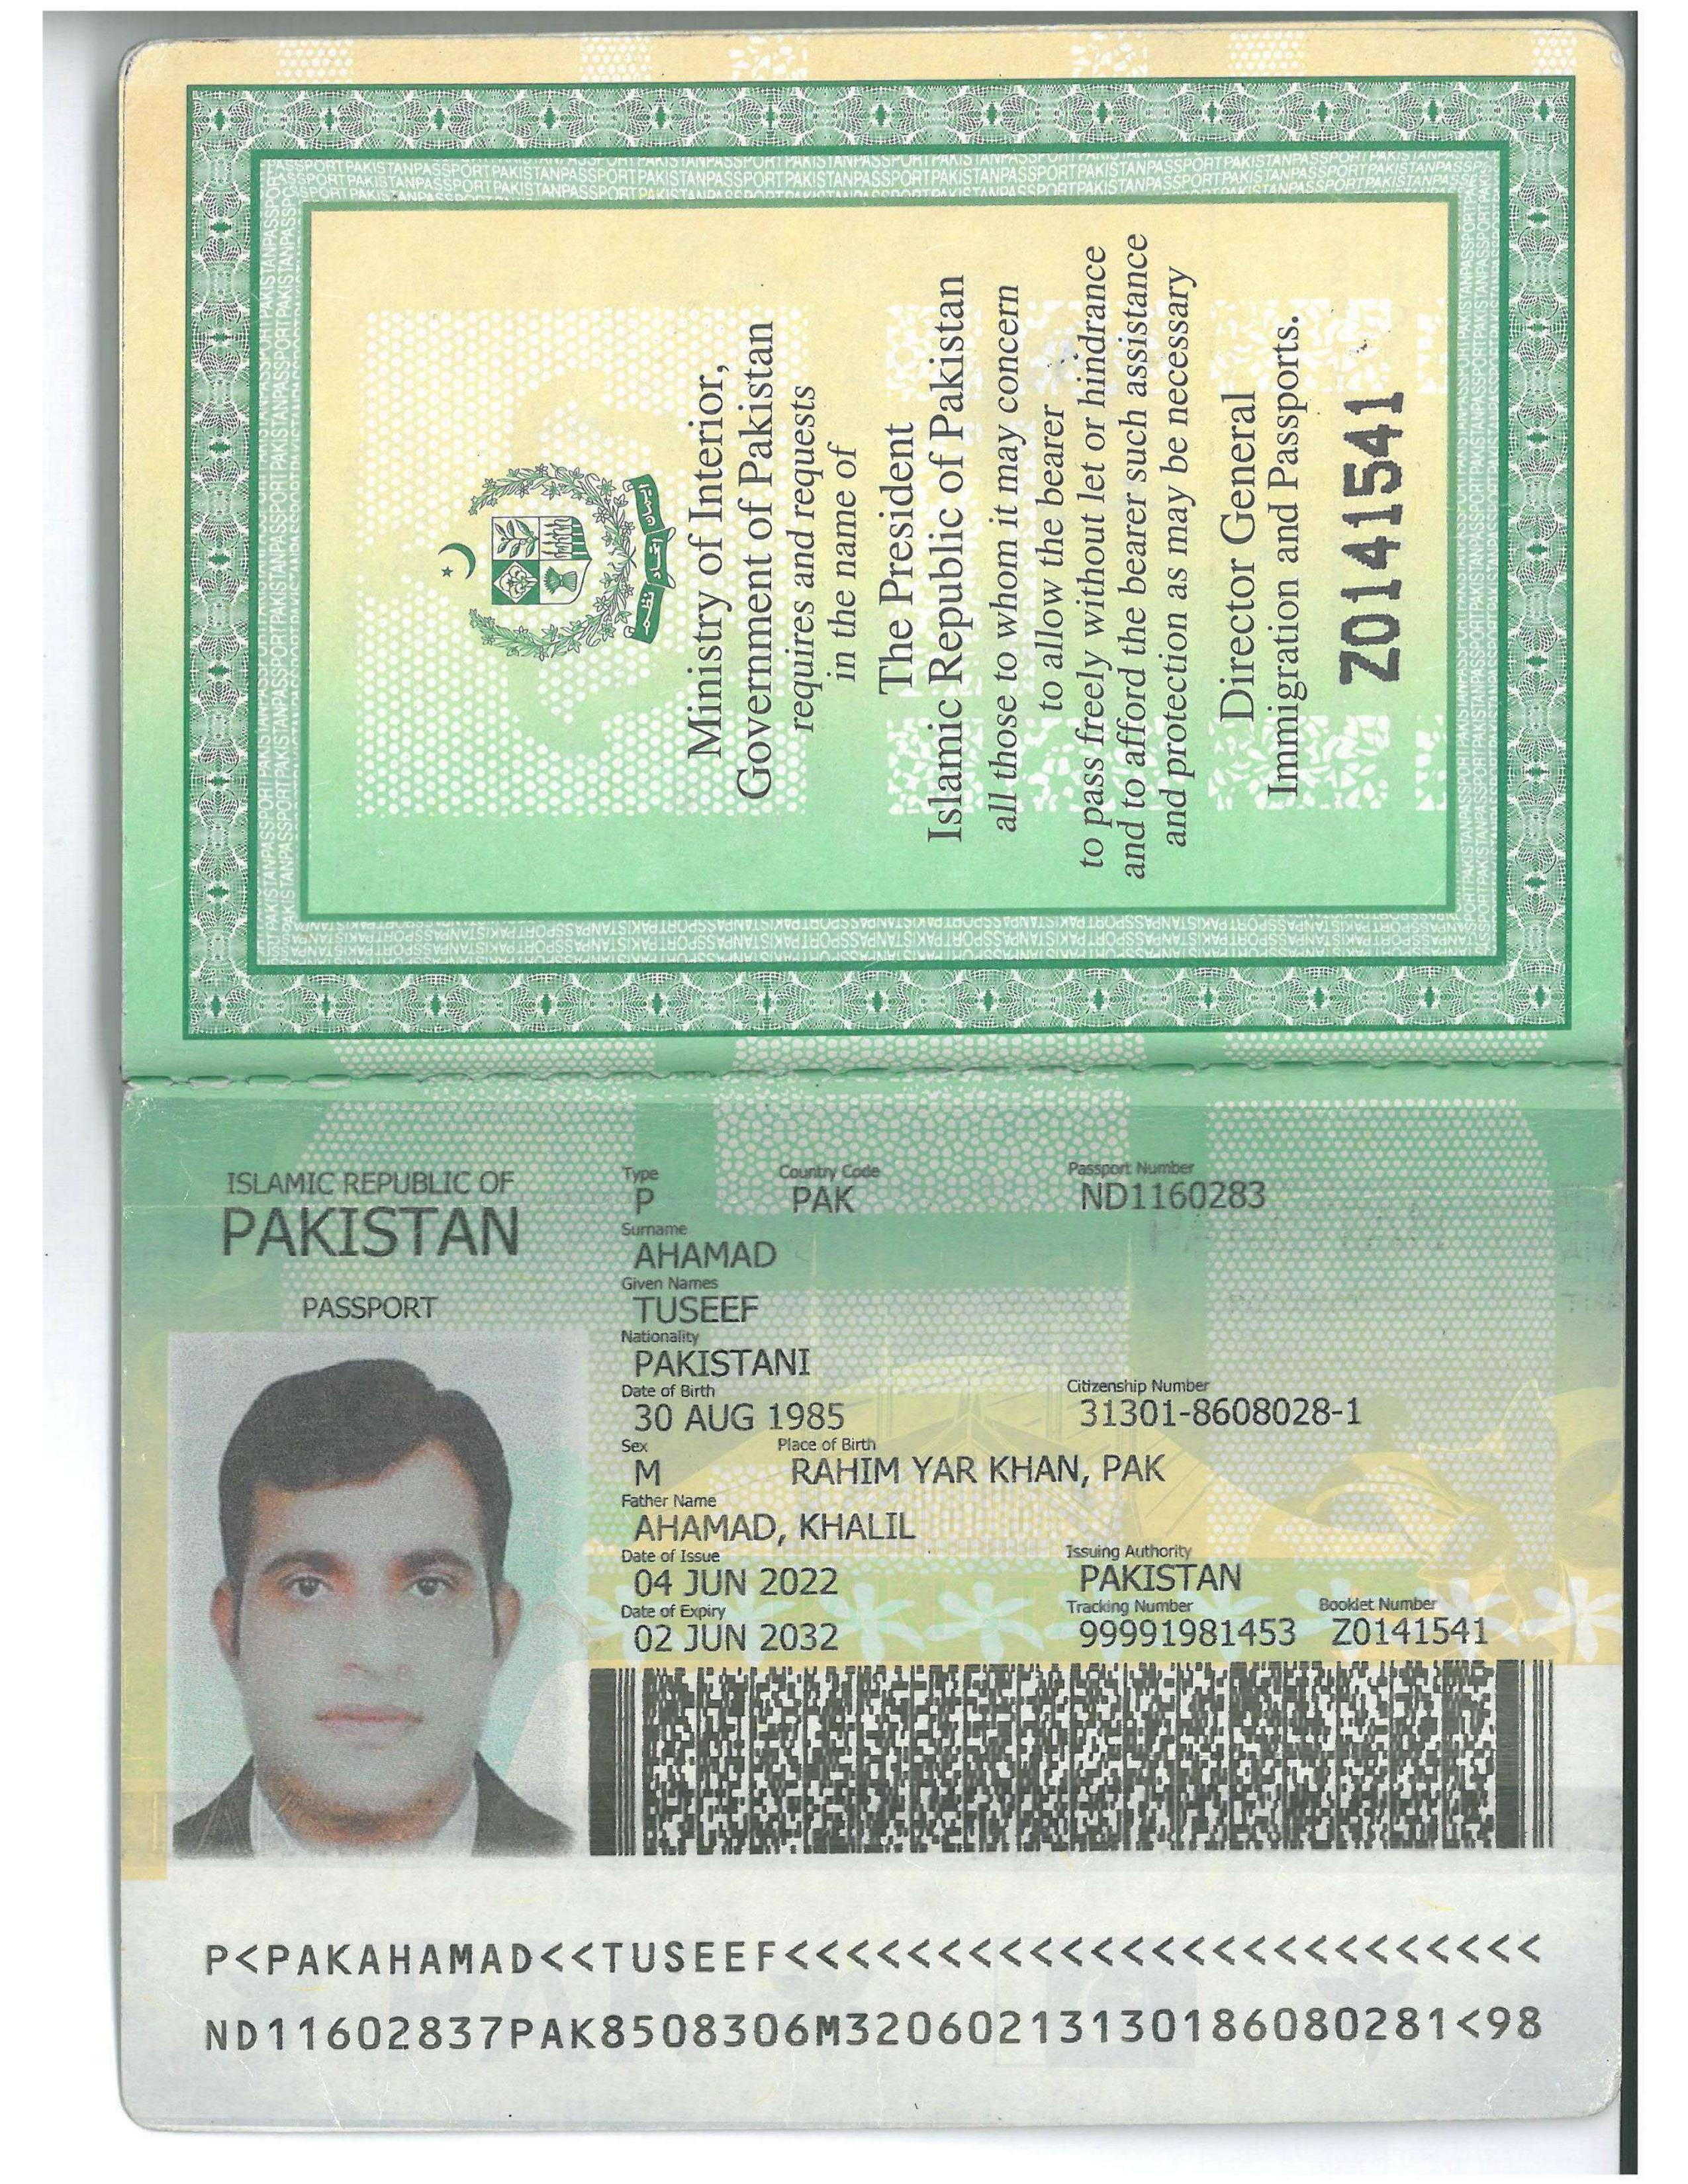 Ministry of Interior,
Government of Pakistan
requires and requests
in the name of
The President
Islamic Republic of Pakistan
all those to whom it may concern
to allow the bearer
to pass freely without let or hindrance
and to afford the bearer such assistance
and protection as may be necessary
Director General
Immigration and Passports.
Z0141541
ISLAMIC REPUBLIC OF
PAKISTAN
PASSPORT
Type Country Code Passport Number
P PAK ND1160283
Surname
AHAMAD
Given Names
TUSEEF
Nationality
PAKISTANI
Date of Birth Citizenship Number
30 AUG 1985 31301-8608028-1
Sex Place of Birth
M RAHIM YAR KHAN, PAK
Father Name
AHAMAD, KHALIL
Date of Issue Issuing Authority
04 JUN 2022 PAKISTAN
Date of Expiry Tracking Number Booklet Number
02 JUN 2032 99991981453 Z0141541
P<PAKAHAMAD<<TUSEEF<<<<<<<<<<<<<<<<<<<<<<<<<
ND11602837PAK8508306M32060213130186080281<98